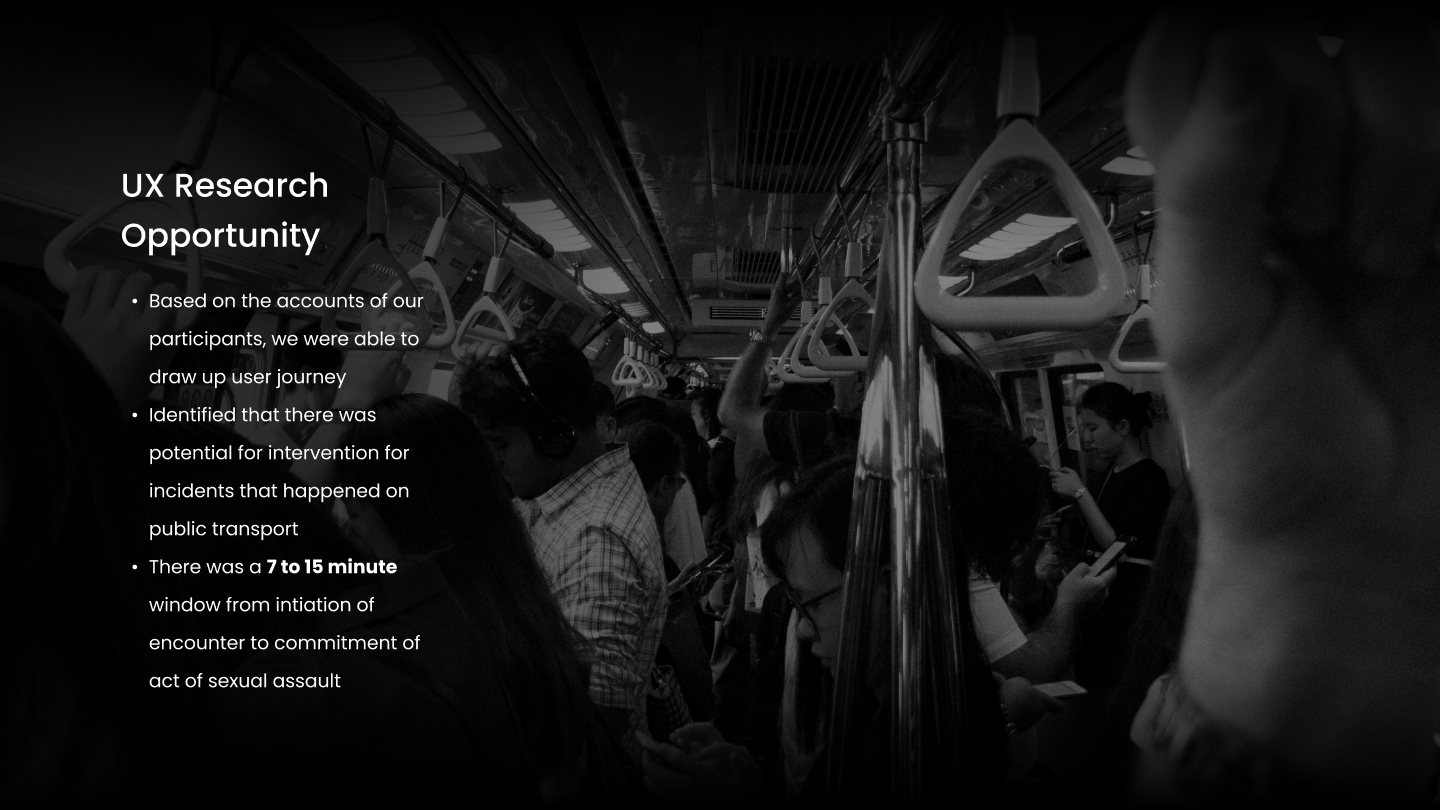 UX Research
Opportunity
• Based on the accounts of our
participants, we were able to
draw up user journey
• Identified that there was
potential for intervention for
incidents that happened on
public transport
• There was a 7 to 15 minute
window from intiation of
encounter to commitment of
act of sexual assault